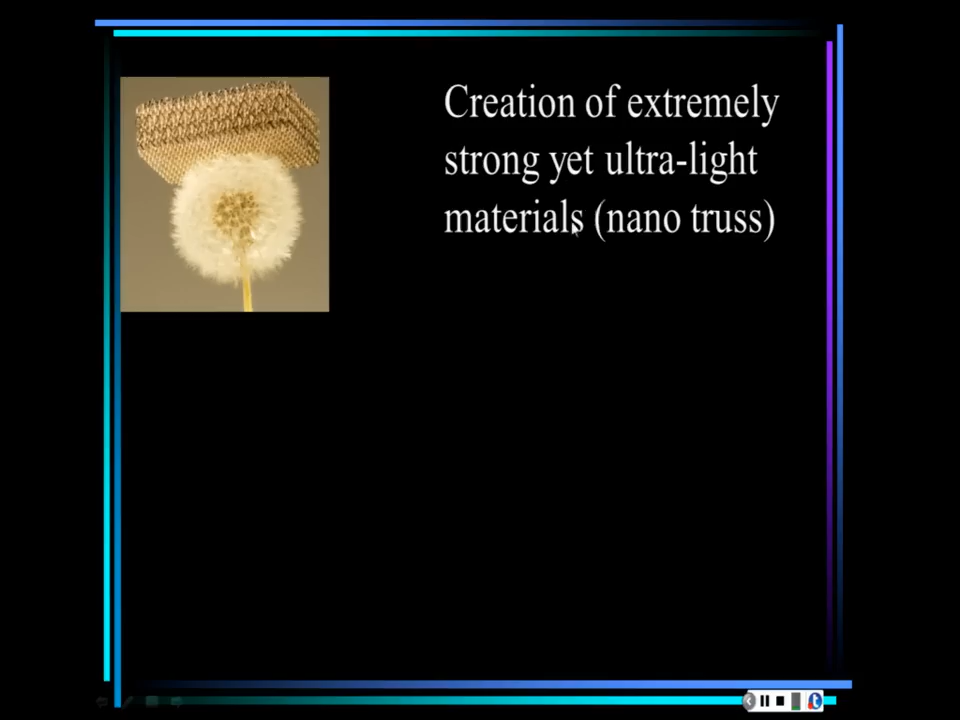 Creation of extremely
strong yet ultra-light
materials (nano truss)